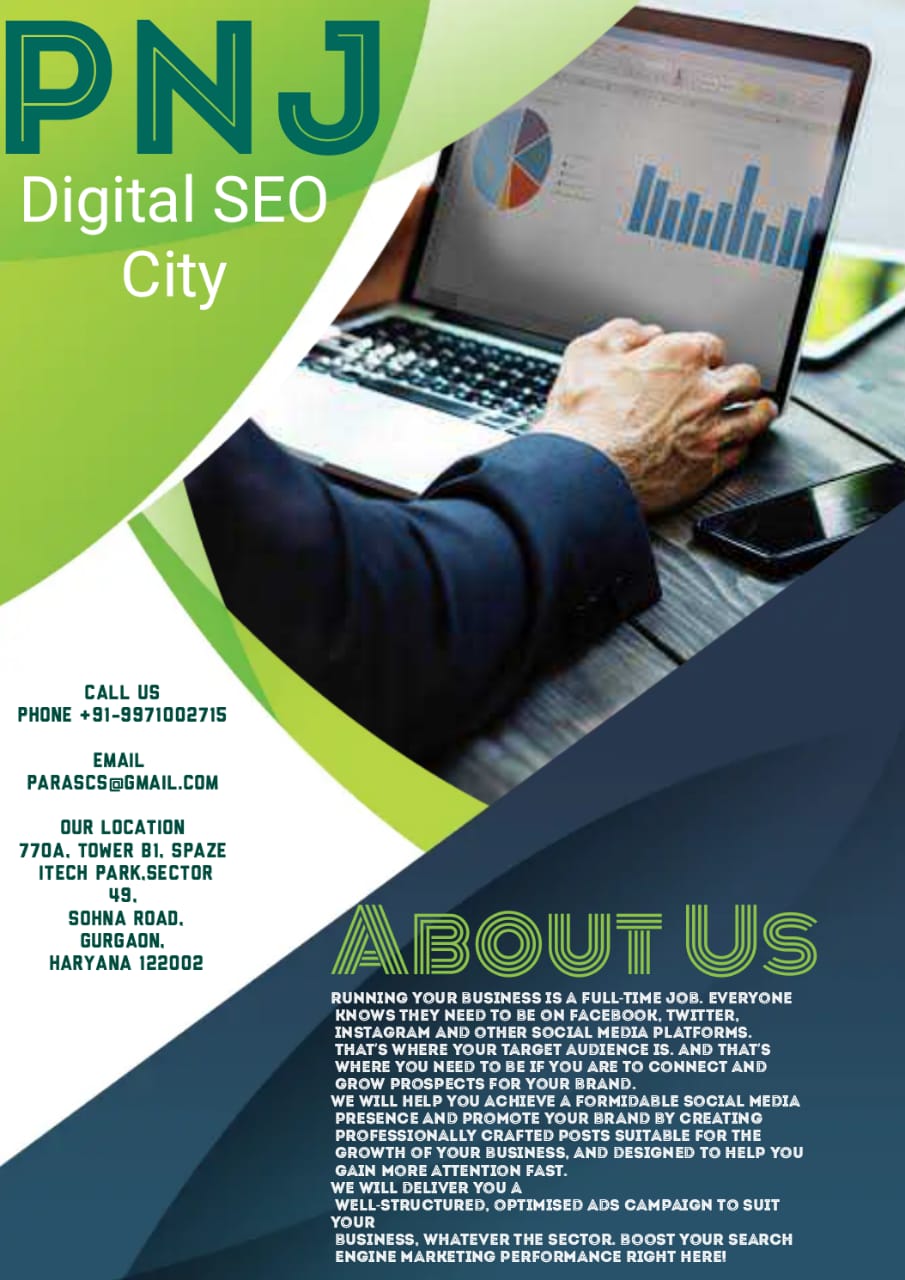 PNJ
Digital SEO
City
CALL US
PHONE +91-9971002715
EMAIL
PARASCS@GMAIL.COM
OUR LOCATION
770A, TOWER B1, SPAZE
ITECH PARK,SECTOR
49,
SOHNA ROAD,
GURGAON,
HARYANA 122002
ABOUT US
RUNNING YOUR BUSINESS IS A FULL-TIME JOB. EVERYONE
KNOWS THEY NEED TO BE ON FACEBOOK, TWITTER,
INSTAGRAM AND OTHER SOCIAL MEDIA PLATFORMS.
THAT'S WHERE YOUR TARGET AUDIENCE IS. AND THAT'S
WHERE YOU NEED TO BE IF YOU ARE TO CONNECT AND
GROW PROSPECTS FOR YOUR BRAND.
WE WILL HELP YOU ACHIEVE A FORMIDABLE SOCIAL MEDIA
PRESENCE AND PROMOTE YOUR BRAND BY CREATING
PROFESSIONALLY CRAFTED POSTS SUITABLE FOR THE
GROWTH OF YOUR BUSINESS, AND DESIGNED TO HELP YOU
GAIN MORE ATTENTION FAST.
WE WILL DELIVER YOU A
WELL-STRUCTURED, OPTIMISED ADS CAMPAIGN TO SUIT
YOUR
BUSINESS, WHATEVER THE SECTOR. BOOST YOUR SEARCH
ENGINE MARKETING PERFORMANCE RIGHT HERE!